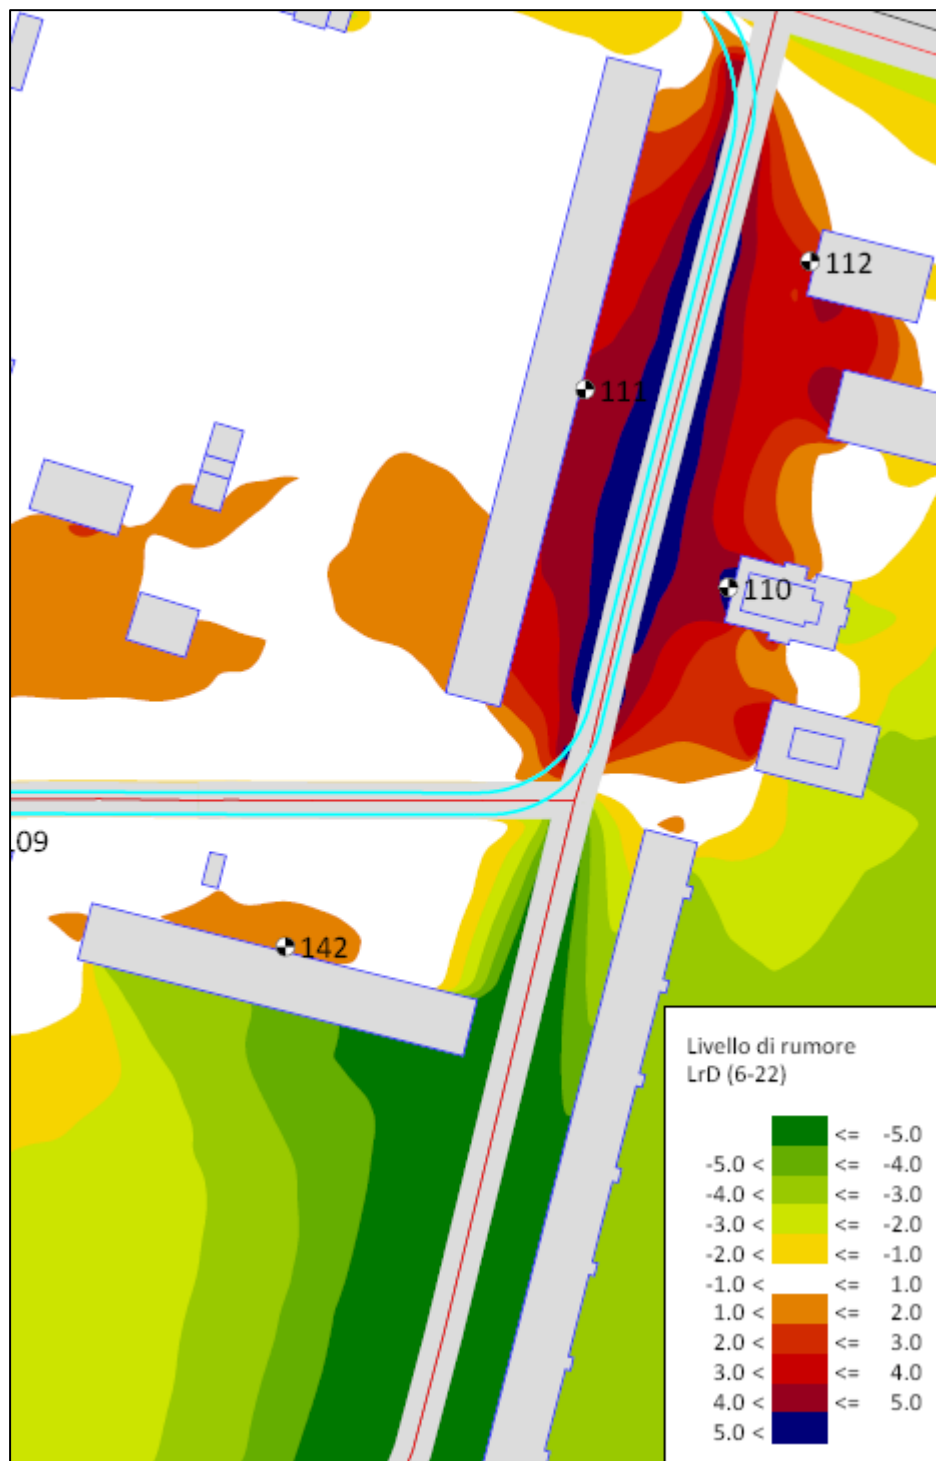 112
111
110
.09
142
Livello di rumore
LrD (6-22)
<= -5.0
-5.0 < <= -4.0
-4.0 < <= -3.0
-3.0 < <= -2.0
-2.0 < <= -1.0
-1.0 < <= 1.0
1.0 < <= 2.0
2.0 < <= 3.0
3.0 < <= 4.0
4.0 < <= 5.0
5.0 <